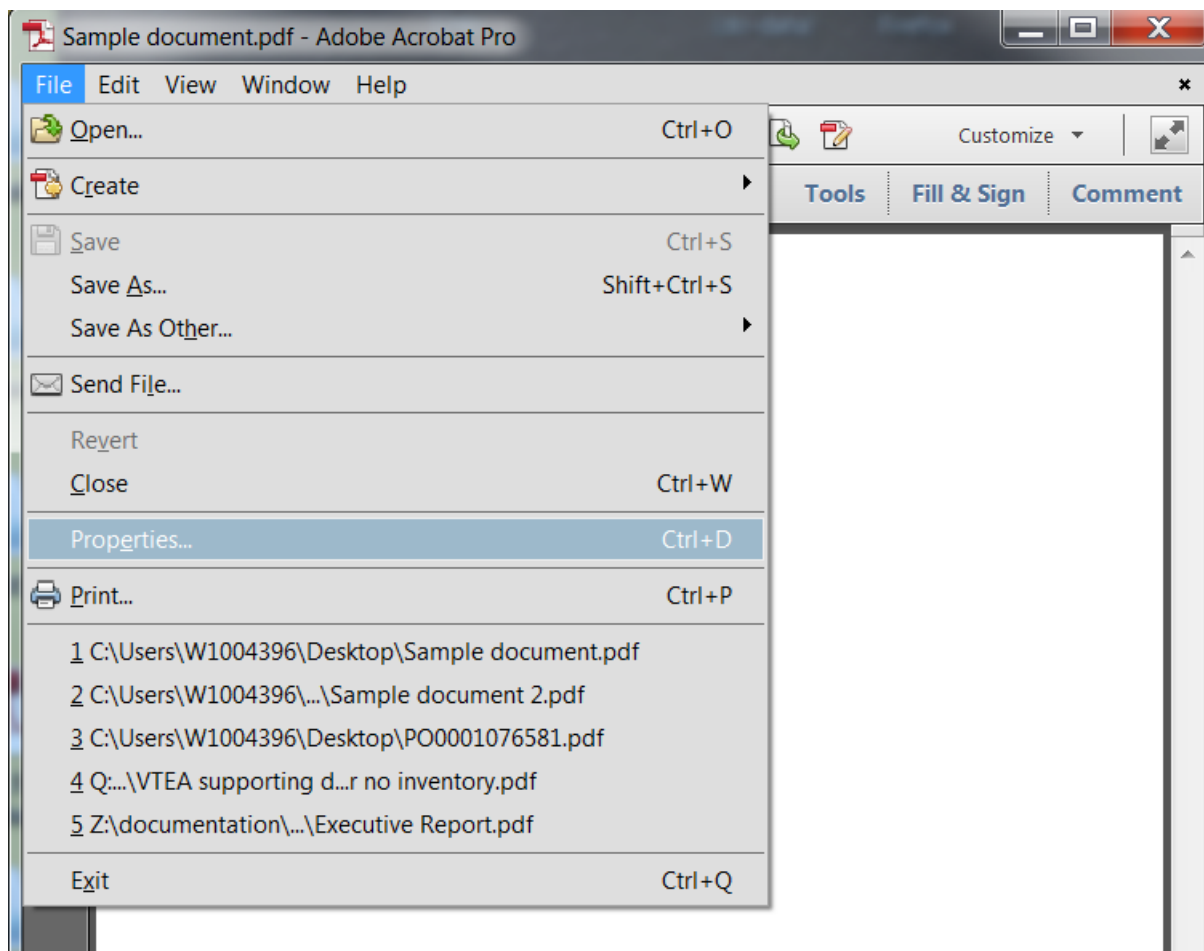 Sample document.pdf - Adobe Acrobat Pro
File Edit View Window Help
Open... Ctrl+O
Customize
Create
Tools Fill & Sign Comment
Save Ctrl+S
Save As... Shift+Ctrl+S
Save As Other...
Send File...
Revert
Close Ctrl+W
Properties... Ctrl+D
Print... Ctrl+P
1 C:\Users\W1004396\Desktop\Sample document.pdf
2 C:\Users\W1004396\...\Sample document 2.pdf
3 C:\Users\W1004396\Desktop\PO0001076581.pdf
4 Q:...\VTEA supporting d...r no inventory.pdf
5 Z:\documentation\...\Executive Report.pdf
Exit Ctrl+Q